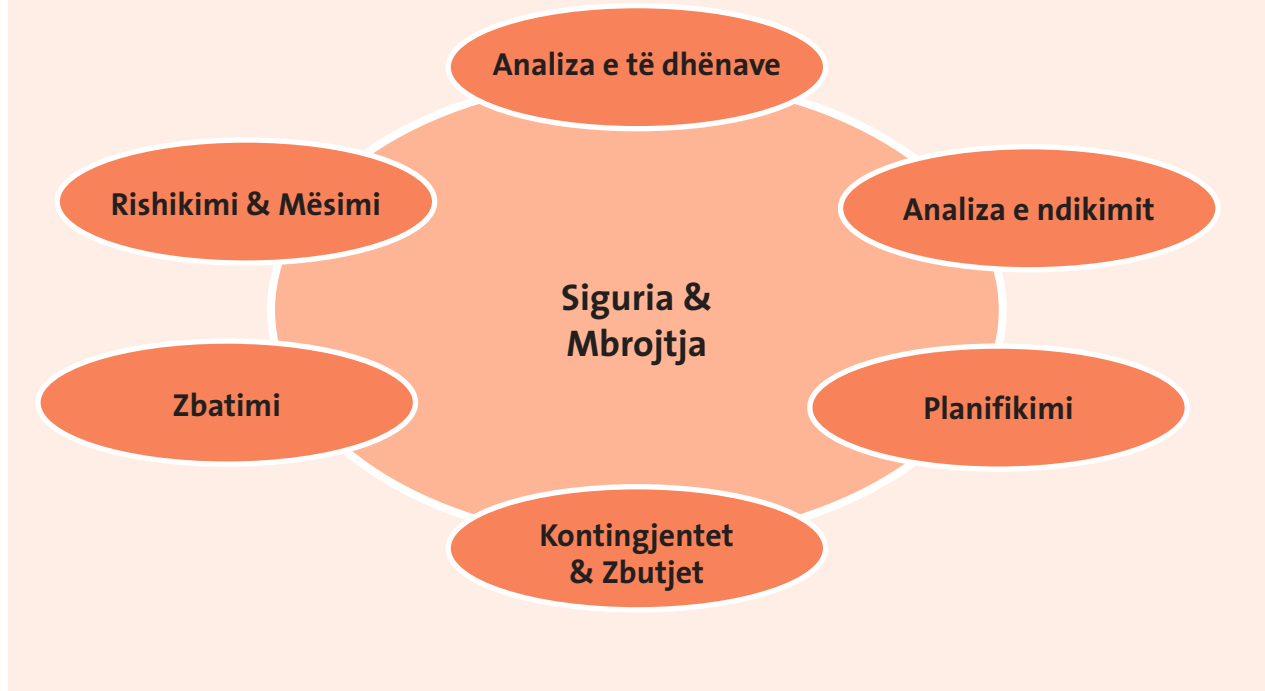 Analiza e të dhënave
Rishikimi & Mësimi
Analiza e ndikimit
Siguria &
Mbrojtja
Zbatimi
Planifikimi
Kontingjentet
& Zbutjet